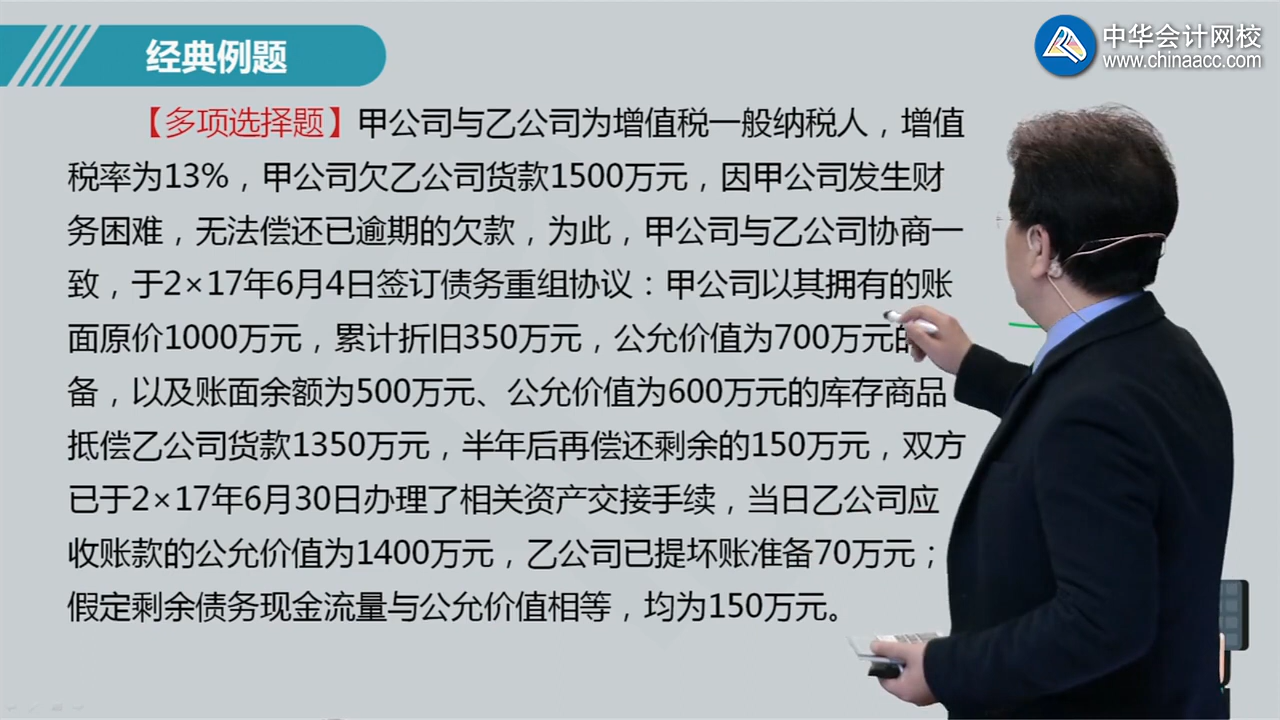 经典例题
中华会计网校
www.chinaacc.com
【多项选择题】甲公司与乙公司为增值税一般纳税人，增值
税率为13%，甲公司欠乙公司货款1500万元，因甲公司发生财
务困难，无法偿还已逾期的欠款，为此，甲公司与乙公司协商一
致，于2×17年6月4日签订债务重组协议：甲公司以其拥有的账
面原价1000万元，累计折旧350万元，公允价值为700万元的
备，以及账面余额为500万元、公允价值为600万元的库存商品
抵偿乙公司货款1350万元，半年后再偿还剩余的150万元，双方
已于2×17年6月30日办理了相关资产交接手续，当日乙公司应
收账款的公允价值为1400万元，乙公司已提坏账准备70万元；
假定剩余债务现金流量与公允价值相等，均为150万元。